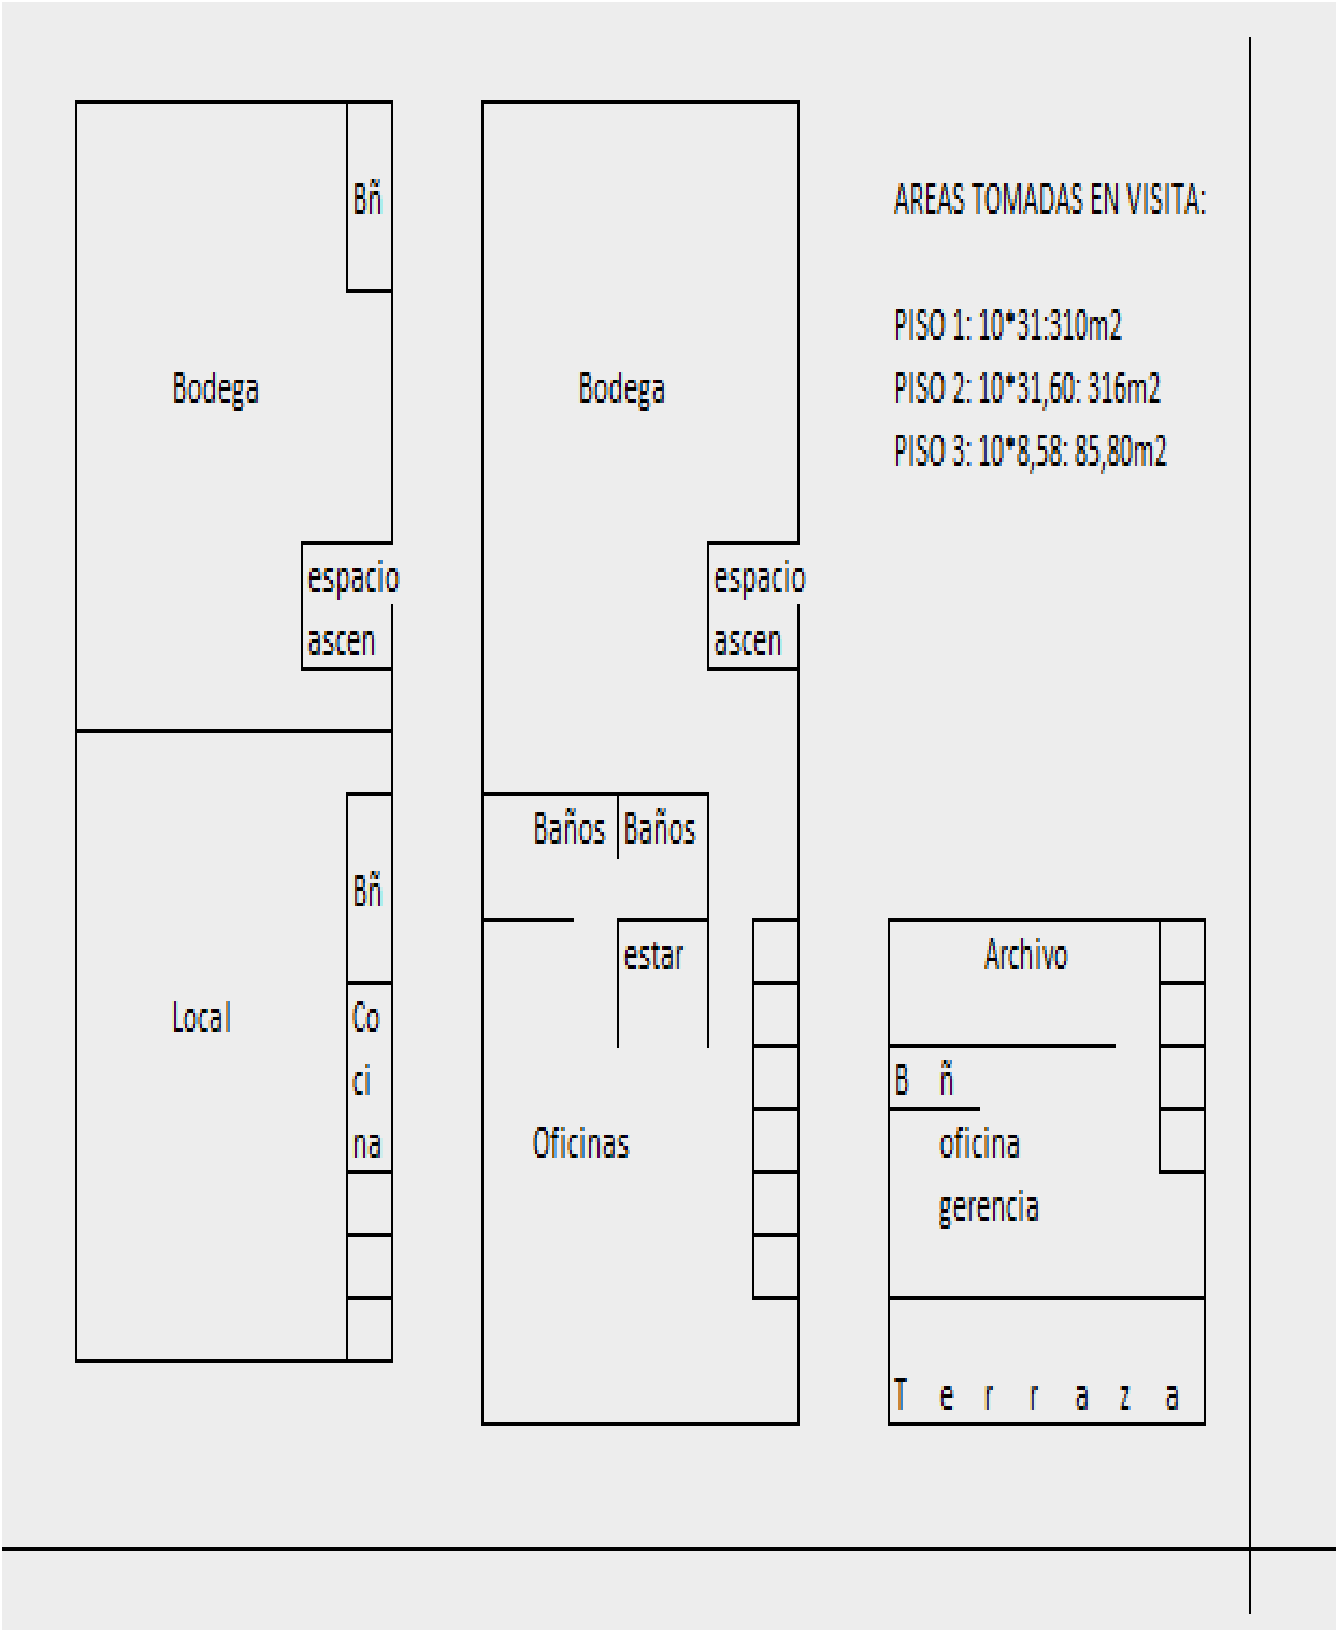 Bñ
Bodega
espacio
ascen
Bñ
Local
Co
ci
na
Bodega
espacio
ascen
Baños
Baños
estar
Oficinas
AREAS TOMADAS EN VISITA:
PISO 1: 10*31:310m2
PISO 2: 10*31,60: 316m2
PISO 3: 10*8,58: 85,80m2
Archivo
B ñ
oficina
gerencia
T e r r a z a